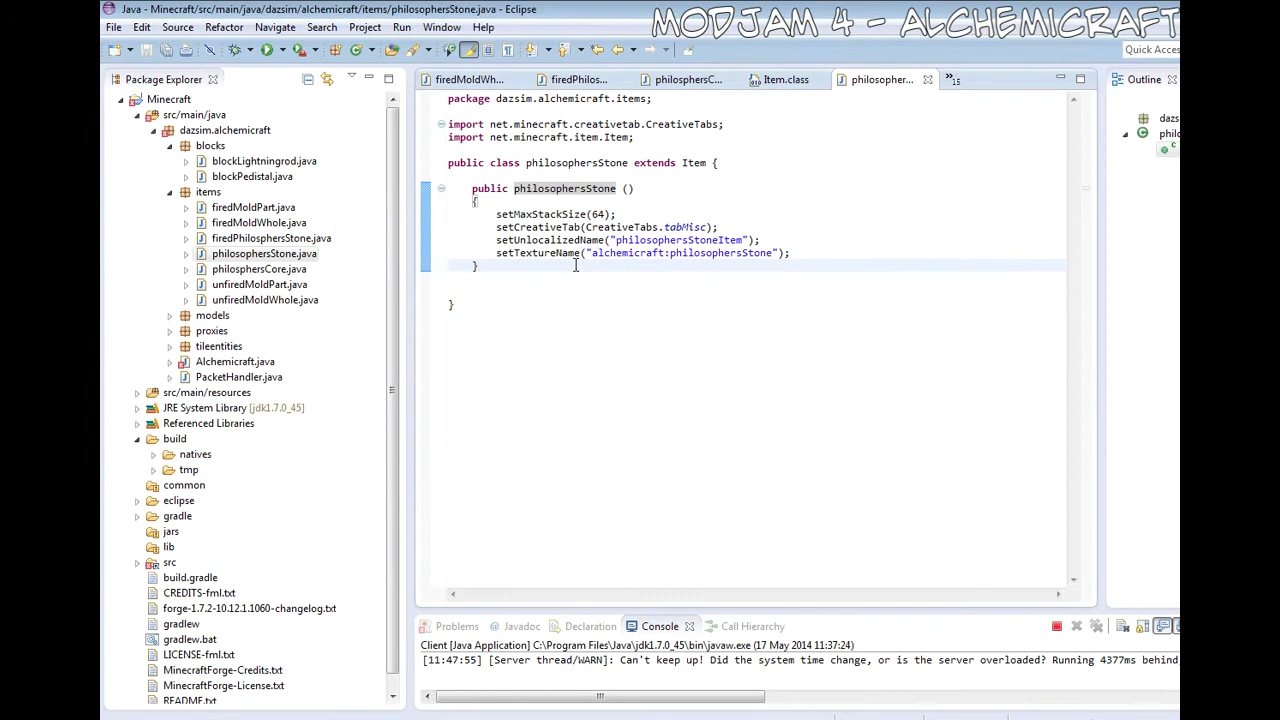 Java - Minecraft/src/main/java/dazsim/alchemicraft/items/philosophersStone.java - Eclipse
MODJAM 4 - ALCHEMICRAFT
File Edit Source Refactor Navigate Search Project Run Window Help
Quick Acces
Package Explorer
firedMoldWh...
firedPhilos...
philosophersC...
Item.class
philosopher...
15
Outline
Minecraft
src/main/java
dazsim.alchemicraft
blocks
blockLightningrod.java
blockPedistal.java
items
firedMoldPart.java
firedMoldWhole.java
firedPhilsphersStone.java
philosophersStone.java
philosphersCore.java
unfiredMoldPart.java
unfiredMoldWhole.java
models
proxies
tileentities
Alchemicraft.java
PacketHandler.java
src/main/resources
JRE System Library [jdk1.7.0_45]
Referenced Libraries
build
natives
tmp
common
eclipse
gradle
jars
lib
src
build.gradle
CREDITS-fml.txt
forge-1.7.2-10.12.1.1060-changelog.txt
gradlew
gradlew.bat
LICENSE-fml.txt
MinecraftForge-Credits.txt
MinecraftForge-License.txt
README.txt
package dazsim.alchemicraft.items;
import net.minecraft.creativetab.CreativeTabs;
import net.minecraft.item.Item;
public class philosophersStone extends Item {
public philosophersStone ()
{
setMaxStackSize(64);
setCreativeTab(CreativeTabs.tabMisc);
setUnlocalizedName("philosophersStoneItem");
setTextureName("alchemicraft:philosophersStone");
}
}
dazs
philo
C
Problems Javadoc Declaration Console Call Hierarchy
Client [Java Application] C:\Program Files\Java\jdk1.7.0_45\bin\javaw.exe (17 May 2014 11:37:24)
[11:47:55] [Server thread/WARN]: Can't keep up! Did the system time change, or is the server overloaded? Running 4377ms behind,